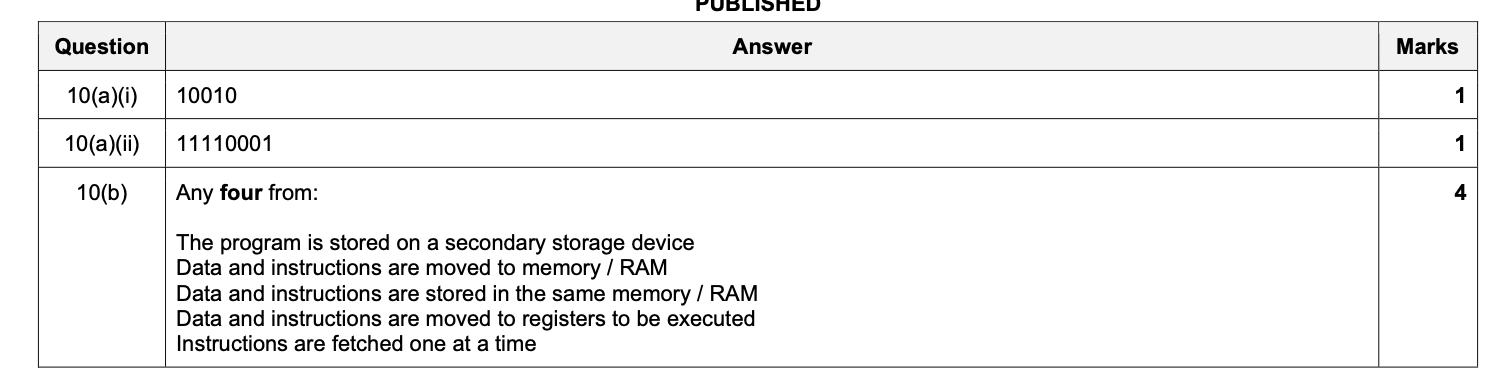 PUBLISHED
Question Answer Marks
10(a)(i) 10010 1
10(a)(ii) 11110001 1
10(b) Any four from: 4
The program is stored on a secondary storage device
Data and instructions are moved to memory / RAM
Data and instructions are stored in the same memory / RAM
Data and instructions are moved to registers to be executed
Instructions are fetched one at a time